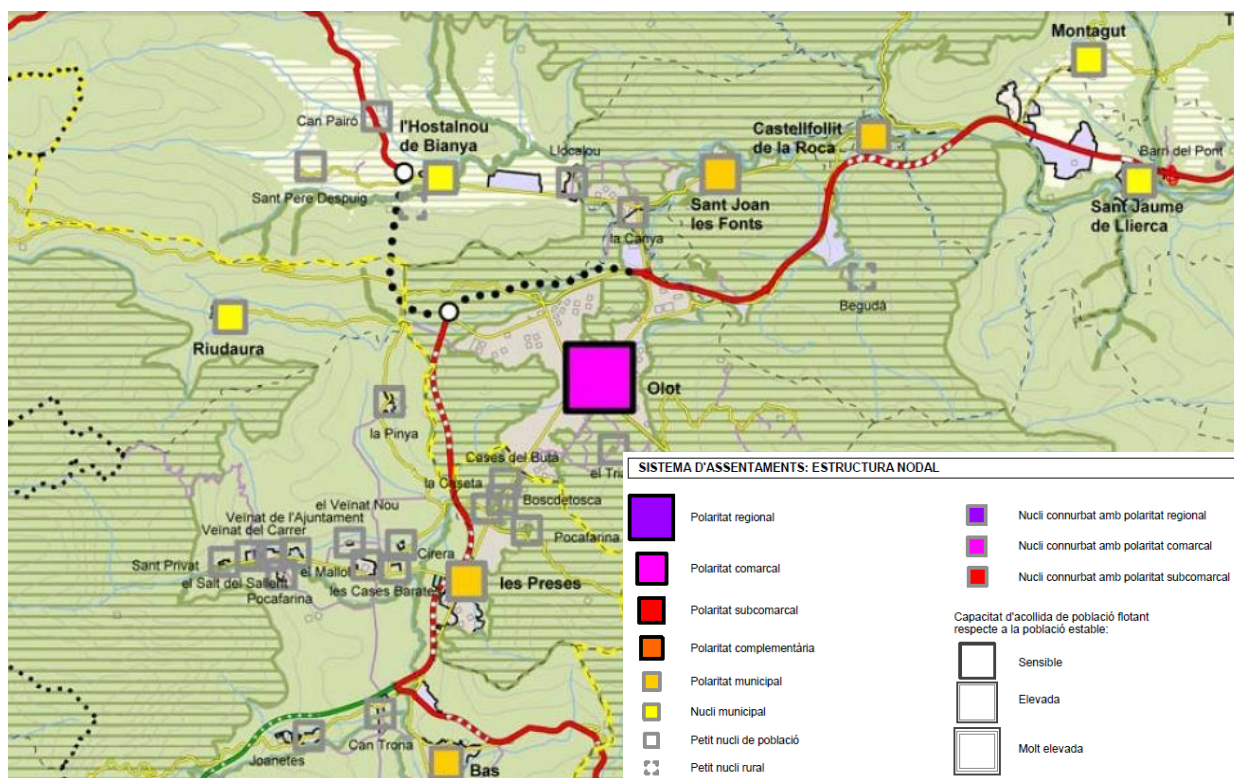 T
Montagut
Can Pairó
l'Hostalnou
de Bianya
Castellfollit
de la Roca
Llocalou
Barri del Pont
Sant Pere Despuig
Sant Joan
les Fonts
Sant Jaume
de Llierca
la Canya
Begudà
Riudaura
Olot
la Pinya
Cases del Butà
el Tria
la Caseta
Boscdetosca
el Veïnat Nou
Veïnat de l'Ajuntament
Veïnat del Carrer
Pocafarina
Cirera
Sant Privat
el Mallol
el Salt del Sallent
les Cases Barates
les Preses
Pocafarina
Can Trona
Joanetes
Bas
SISTEMA D'ASSENTAMENTS: ESTRUCTURA NODAL
Polaritat regional
Polaritat comarcal
Polaritat subcomarcal
Polaritat complementària
Polaritat municipal
Nucli municipal
Petit nucli de població
Petit nucli rural
Nucli connurbat amb polaritat regional
Nucli connurbat amb polaritat comarcal
Nucli connurbat amb polaritat subcomarcal
Capacitat d'acollida de població flotant
respecte a la població estable:
Sensible
Elevada
Molt elevada